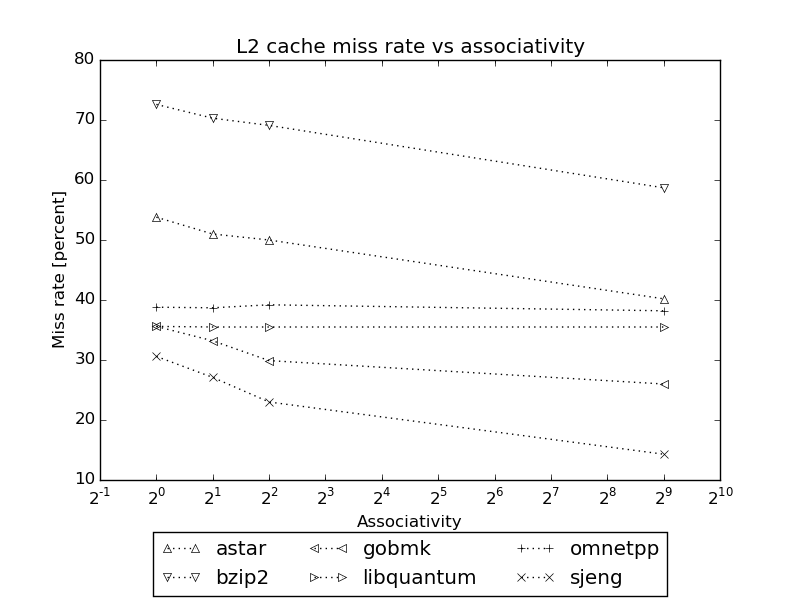 L2 cache miss rate vs associativity
Miss rate [percent]
80
70
60
50
40
30
20
10
2^-1 2^0 2^1 2^2 2^3 2^4 2^5 2^6 2^7 2^8 2^9 2^10
Associativity
astar gobmk omnetpp
bzip2 libquantum sjeng